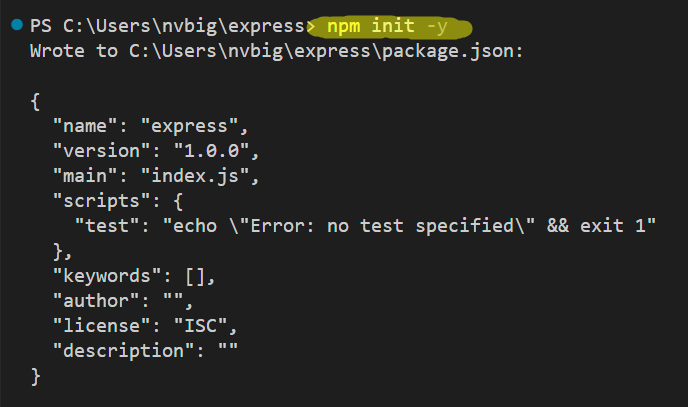 PS C:\Users\nvbig\express> npm init -y
Wrote to C:\Users\nvbig\express\package.json:
{
  "name": "express",
  "version": "1.0.0",
  "main": "index.js",
  "scripts": {
    "test": "echo \"Error: no test specified\" && exit 1"
  },
  "keywords": [],
  "author": "",
  "license": "ISC",
  "description": ""
}